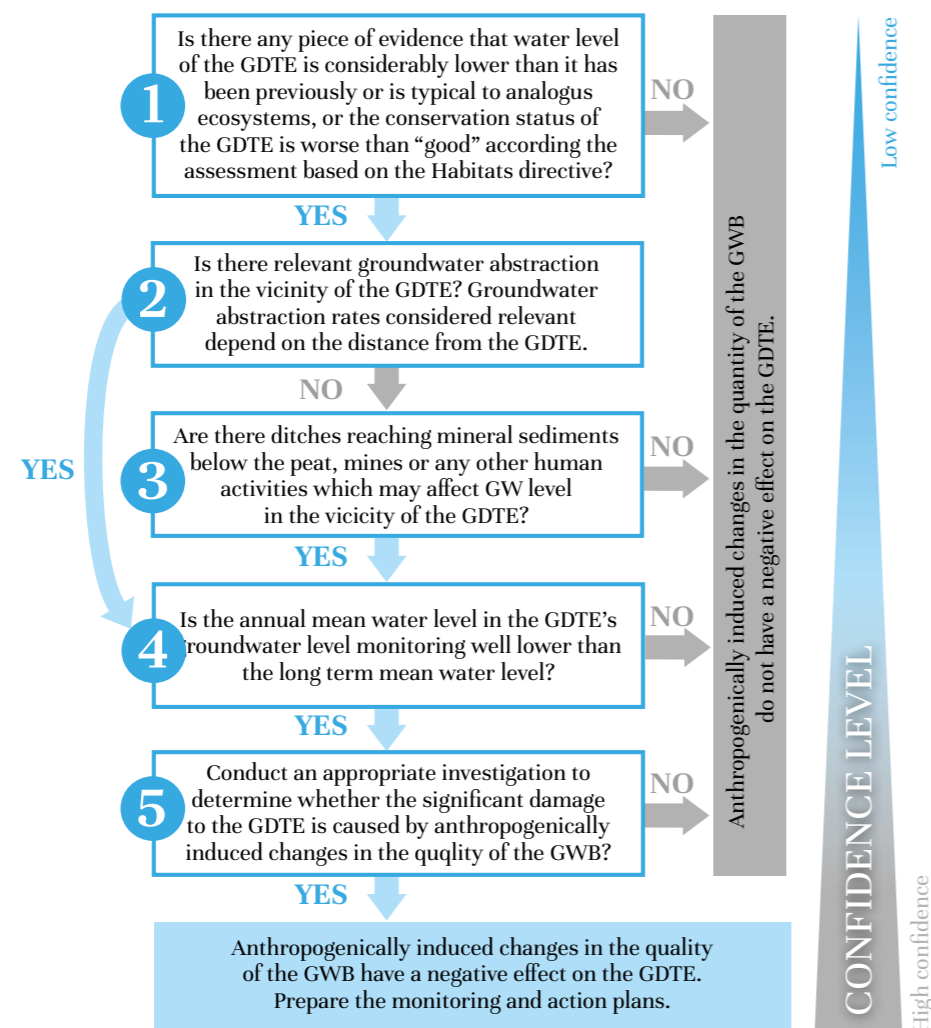 1
Is there any piece of evidence that water level
of the GDTE is considerably lower than it has
been previously or is typical to analogus
ecosystems, or the conservation status of
the GDTE is worse than “good” according the
assessment based on the Habitats directive?
NO
YES
2
Is there relevant groundwater abstraction
in the vicinity of the GDTE? Groundwater
abstraction rates considered relevant
depend on the distance from the GDTE.
NO
YES
3
Are there ditches reaching mineral sediments
below the peat, mines or any other human
activities which may affect GW level
in the vicicity of the GDTE?
NO
YES
4
Is the annual mean water level in the GDTE’s
roundwater level monitoring well lower than
the long term mean water level?
NO
YES
5
Conduct an appropriate investigation to
determine whether the significant damage
to the GDTE is caused by anthropogenically
induced changes in the quqlity of the GWB?
NO
YES
Anthropogenically induced changes in the quality
of the GWB have a negative effect on the GDTE.
Prepare the monitoring and action plans.
Anthropogenically induced changes in the quantity of the GWB
do not have a negative effect on the GDTE.
Low confidence
CONFIDENCE LEVEL
High confidence